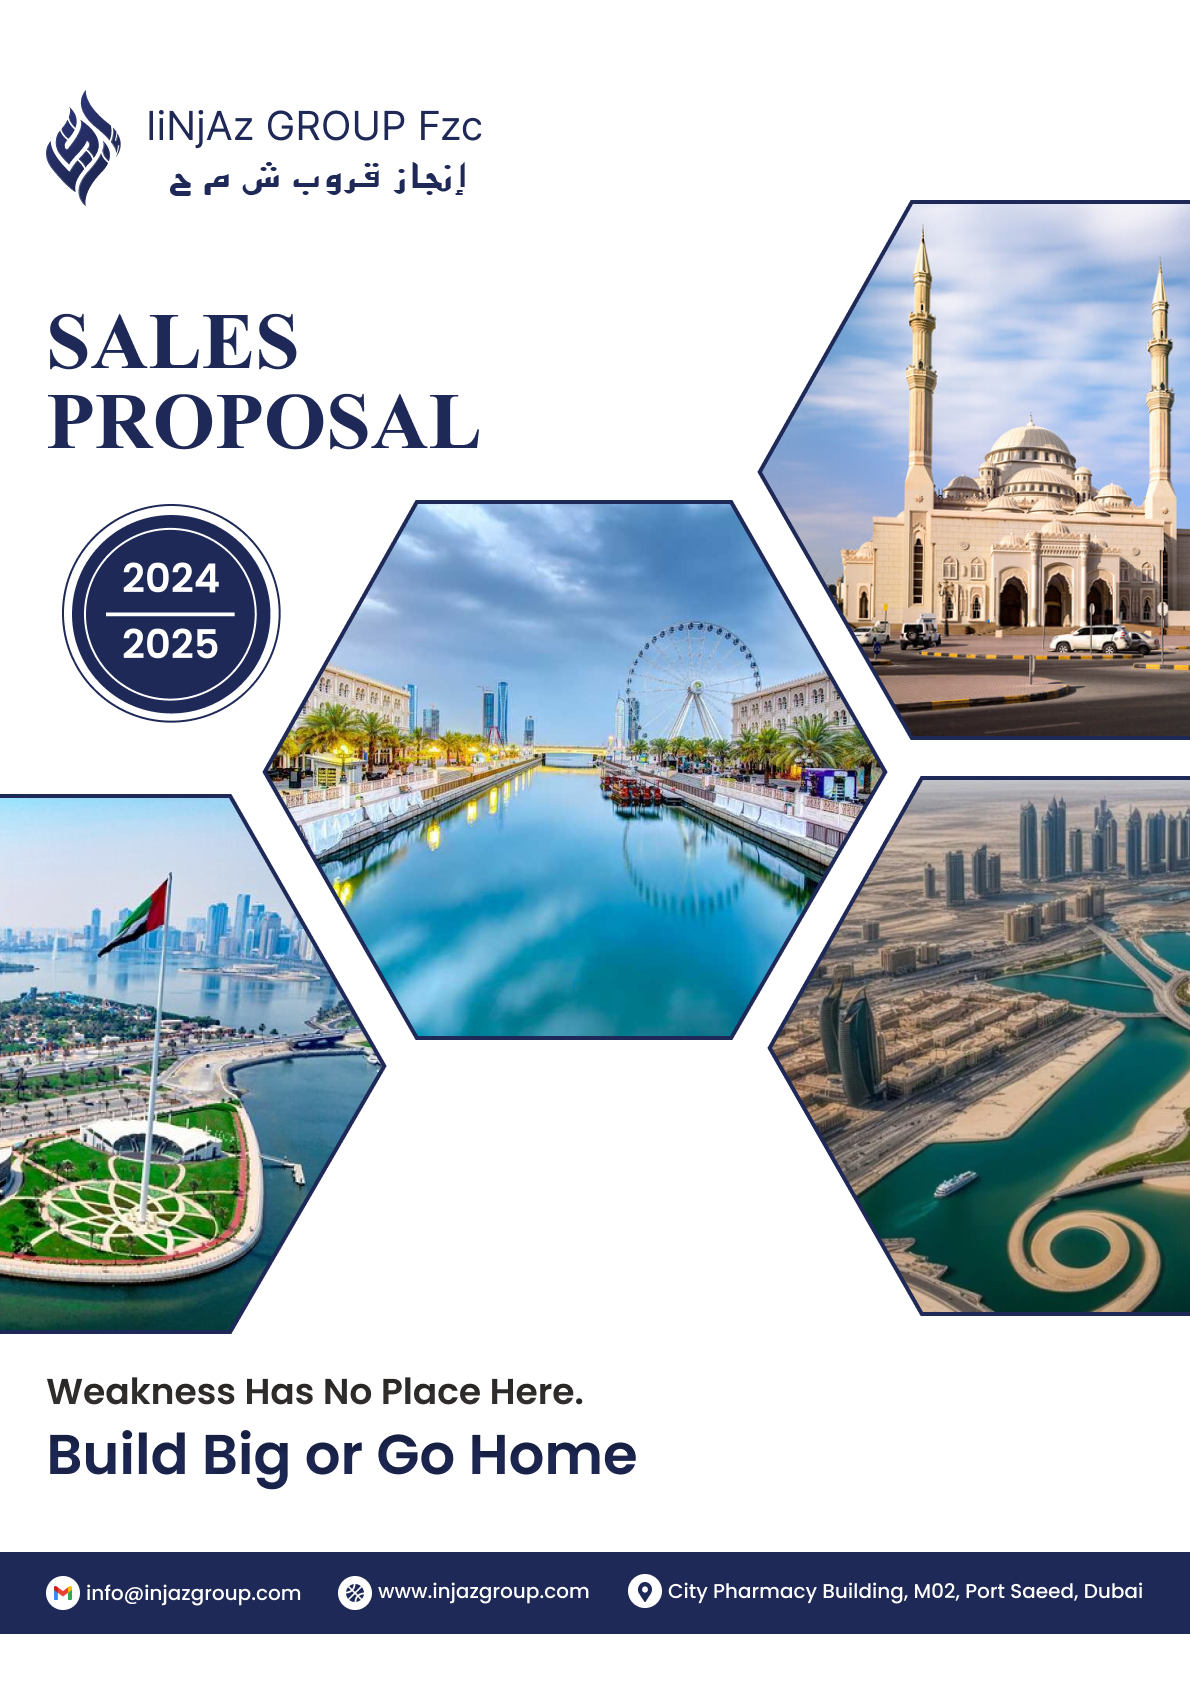 IiNjAz GROUP Fzc
إنجاز قروب ش م ح
SALES
PROPOSAL
2024
2025
Weakness Has No Place Here.
Build Big or Go Home
info@injazgroup.com
www.injazgroup.com
City Pharmacy Building, M02, Port Saeed, Dubai